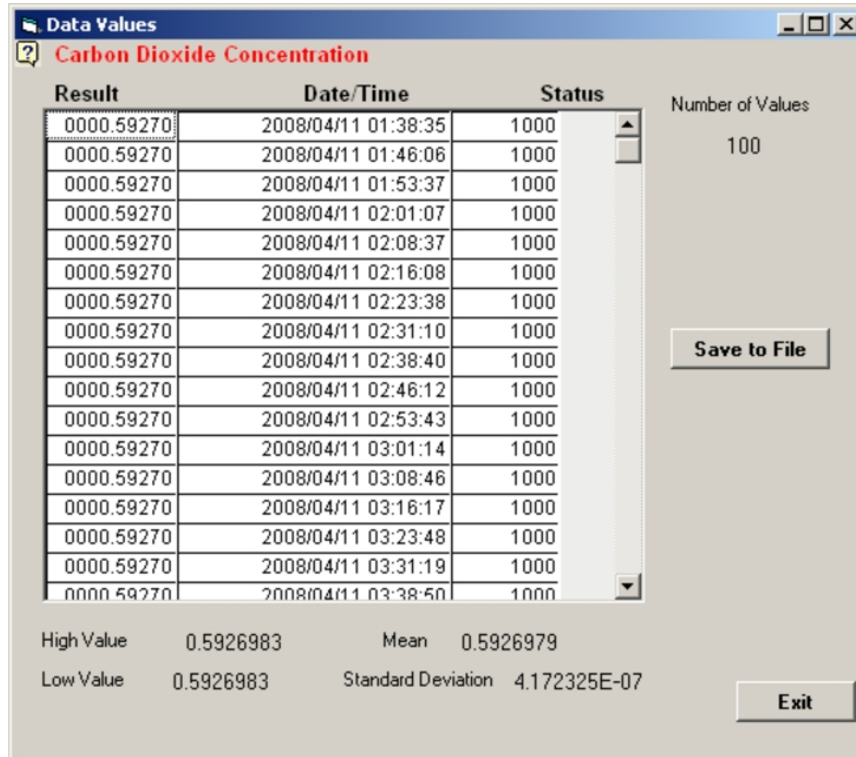 Data Values
Carbon Dioxide Concentration
Result Date/Time Status
Number of Values
100
0000.59270 2008/04/11 01:38:35 1000
0000.59270 2008/04/11 01:46:06 1000
0000.59270 2008/04/11 01:53:37 1000
0000.59270 2008/04/11 02:01:07 1000
0000.59270 2008/04/11 02:08:37 1000
0000.59270 2008/04/11 02:16:08 1000
0000.59270 2008/04/11 02:23:38 1000
0000.59270 2008/04/11 02:31:10 1000
0000.59270 2008/04/11 02:38:40 1000
0000.59270 2008/04/11 02:46:12 1000
0000.59270 2008/04/11 02:53:43 1000
0000.59270 2008/04/11 03:01:14 1000
0000.59270 2008/04/11 03:08:46 1000
0000.59270 2008/04/11 03:16:17 1000
0000.59270 2008/04/11 03:23:48 1000
0000.59270 2008/04/11 03:31:19 1000
0000.59270 2008/04/11 03:38:50 1000
Save to File
High Value 0.5926983 Mean 0.5926979
Low Value 0.5926983 Standard Deviation 4.172325E-07
Exit